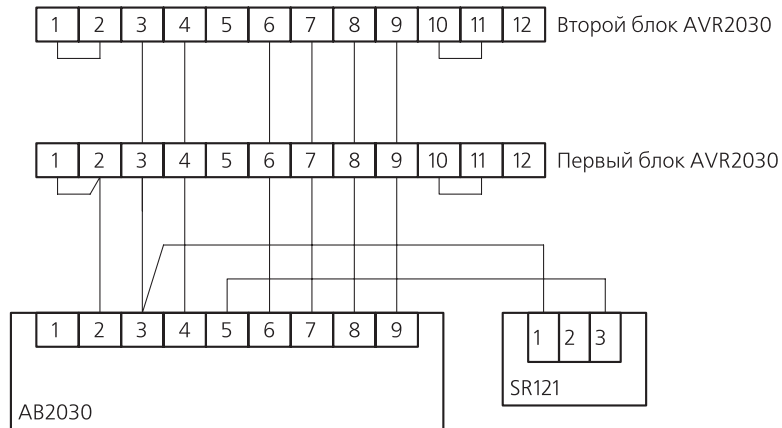 1 2 3 4 5 6 7 8 9 10 11 12 Второй блок AVR2030
1 2 3 4 5 6 7 8 9 10 11 12 Первый блок AVR2030
1 2 3 4 5 6 7 8 9
1 2 3
SR121
AB2030